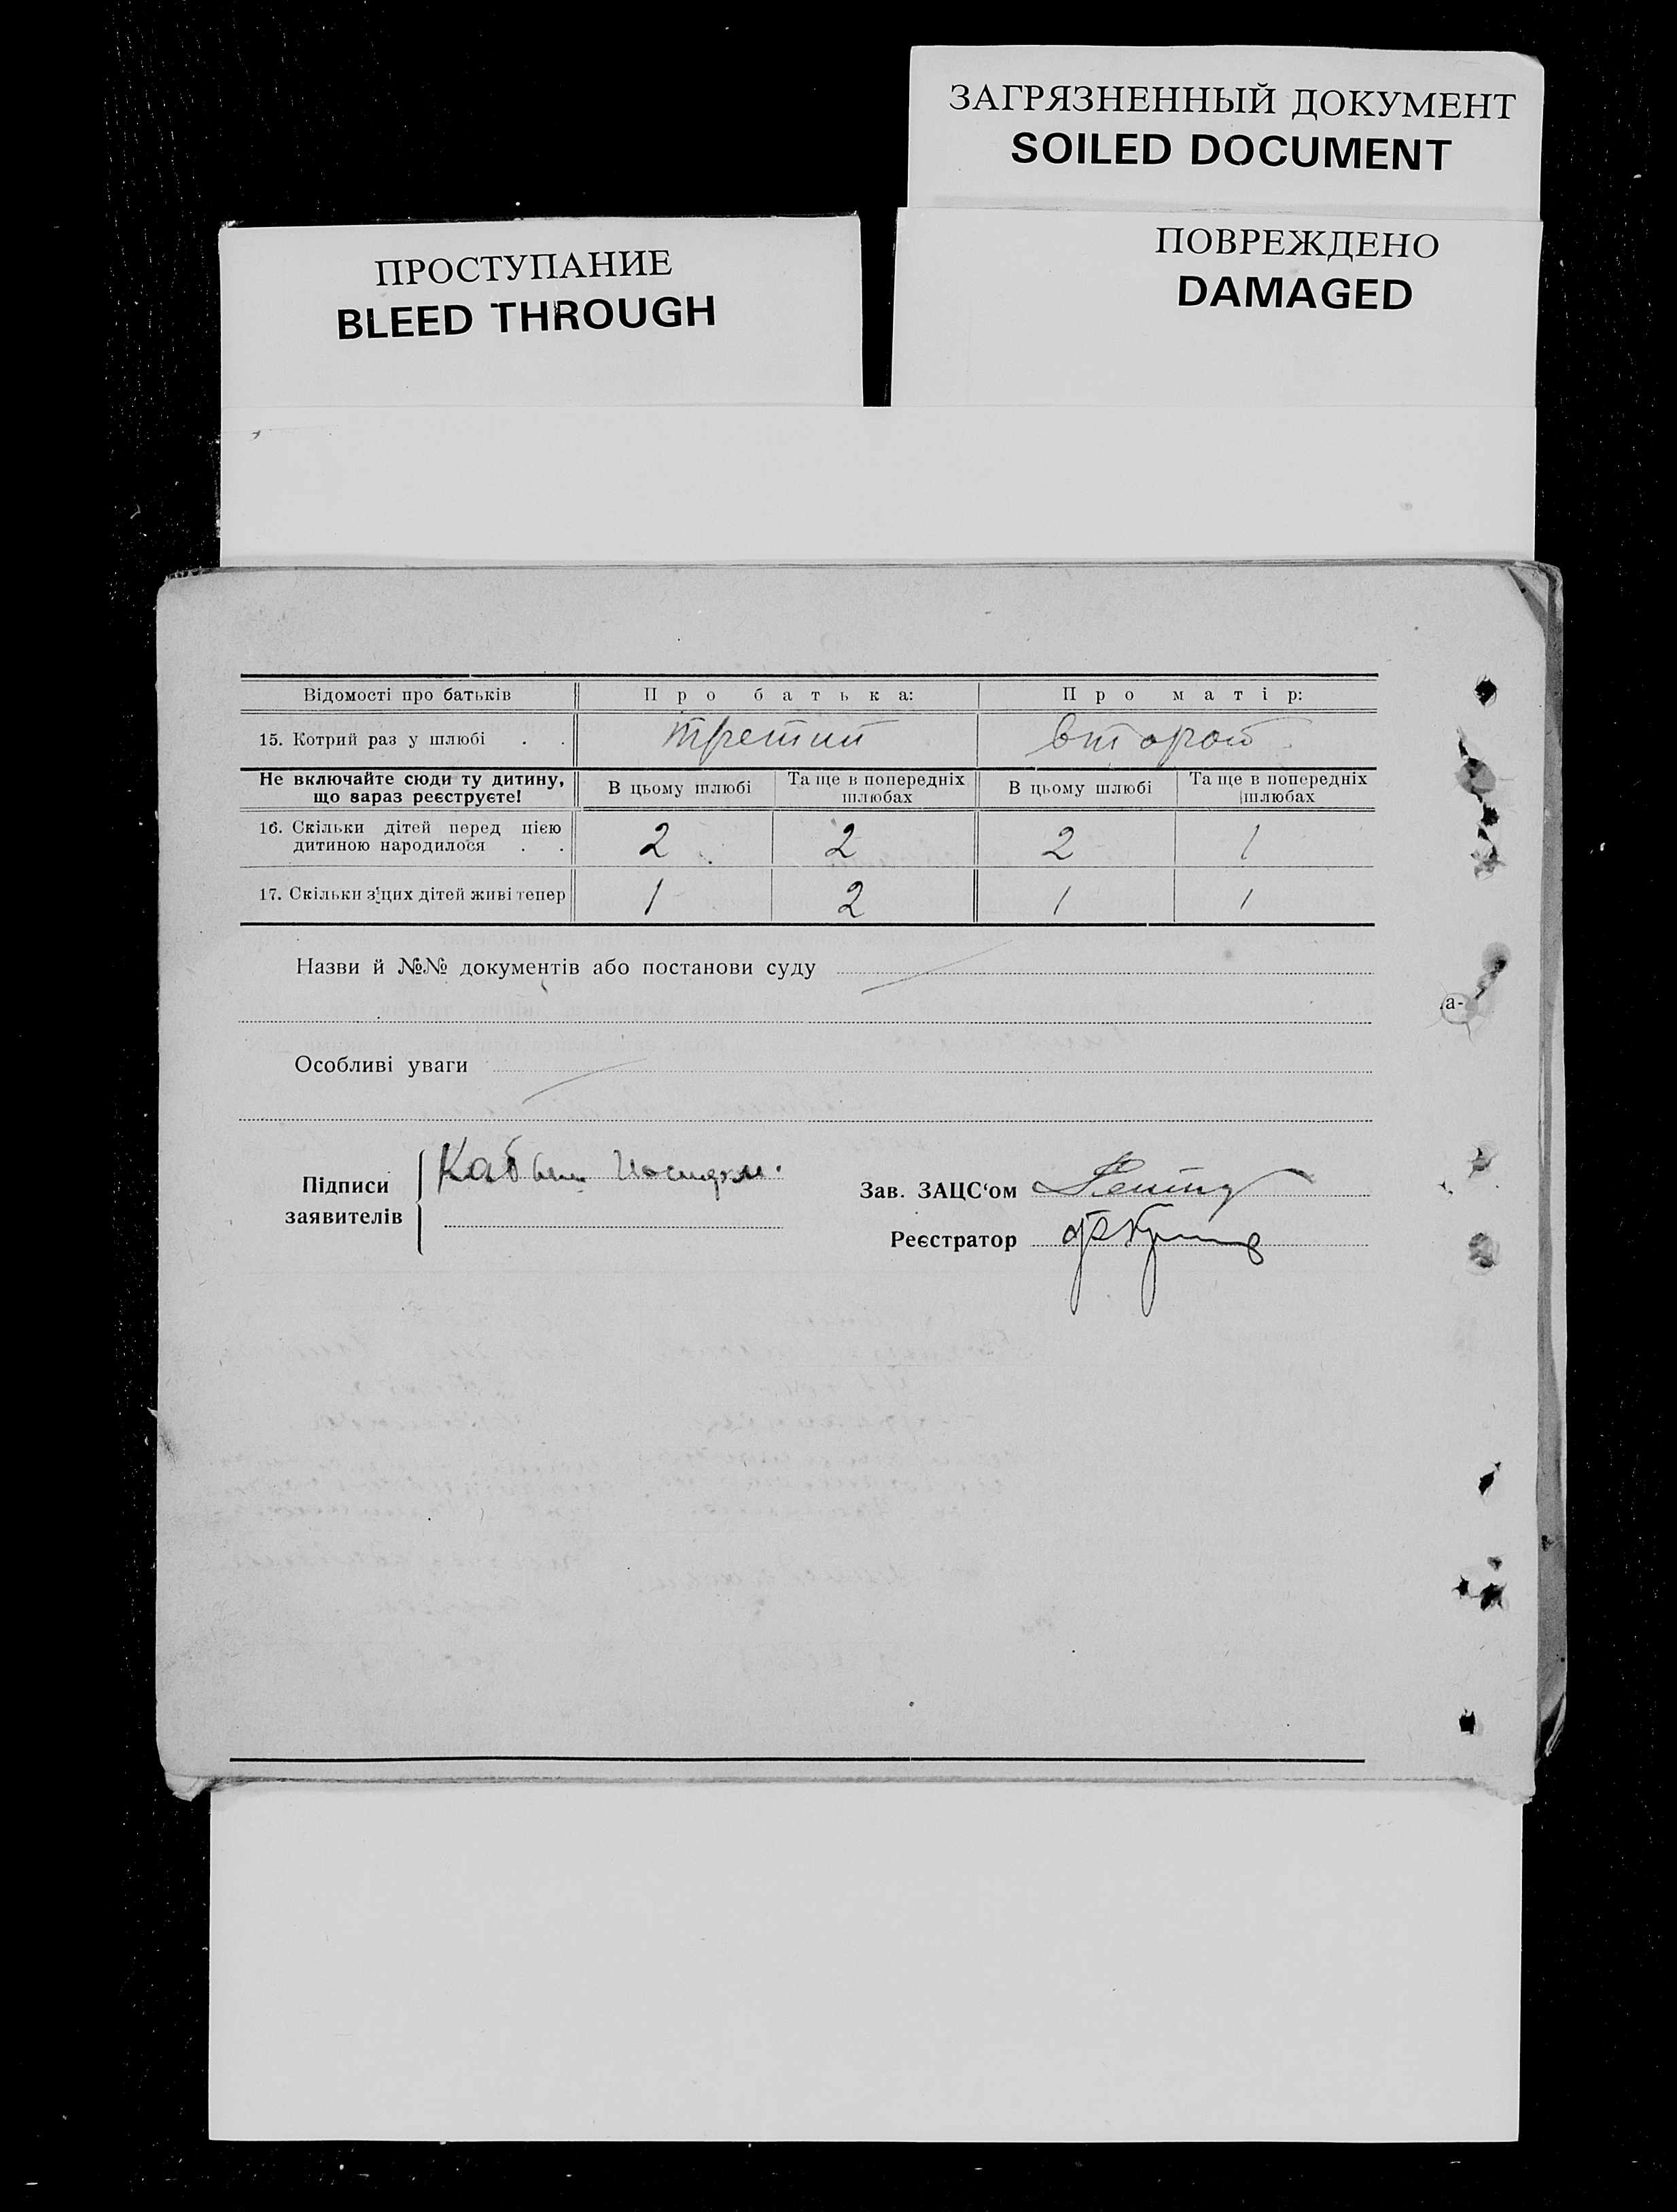 ЗАГРЯЗНЕННЫЙ ДОКУМЕНТ
SOILED DOCUMENT
ПОВРЕЖДЕНО
DAMAGED
ПРОСТУПАНИЕ
BLEED THROUGH
Відомості про батьків Про батька: Про матір:
15. Котрий раз у шлюбі . . третий второй
Не включайте сюди ту дитину, що зараз реєструєте! В цьому шлюбі Та ще в попередніх шлюбах В цьому шлюбі Та ще в попередніх шлюбах
16. Скільки дітей перед цією
дитиною народилося . . 2 2 2 1
17. Скільки з'цих дітей живі тепер 1 2 1 1
Назви й №№ документів або постанови суду
а-
Особливі уваги
Підписи
заявителів
Зав. ЗАЦС'ом
Реєстратор